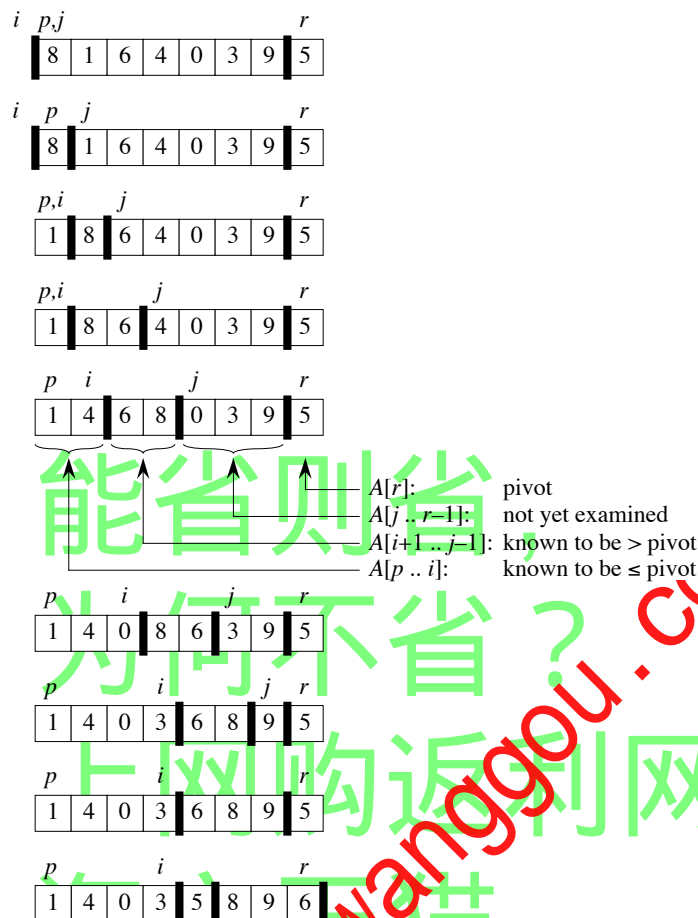 i p,j r
8 1 6 4 0 3 9 5
i p j r
8 1 6 4 0 3 9 5
p,i j r
1 8 6 4 0 3 9 5
p,i j r
1 8 6 4 0 3 9 5
p i j r
1 4 6 8 0 3 9 5
能省则省，
A[r]: pivot
A[j .. r–1]: not yet examined
A[i+1 .. j–1]: known to be > pivot
A[p .. i]: known to be ≤ pivot
p i j r
1 4 0 8 6 3 9 5
为何不省？
p i j r
1 4 0 3 6 8 9 5
上网购返利网
p i r
1 4 0 3 6 8 9 5
p i r
1 4 0 3 5 8 9 6